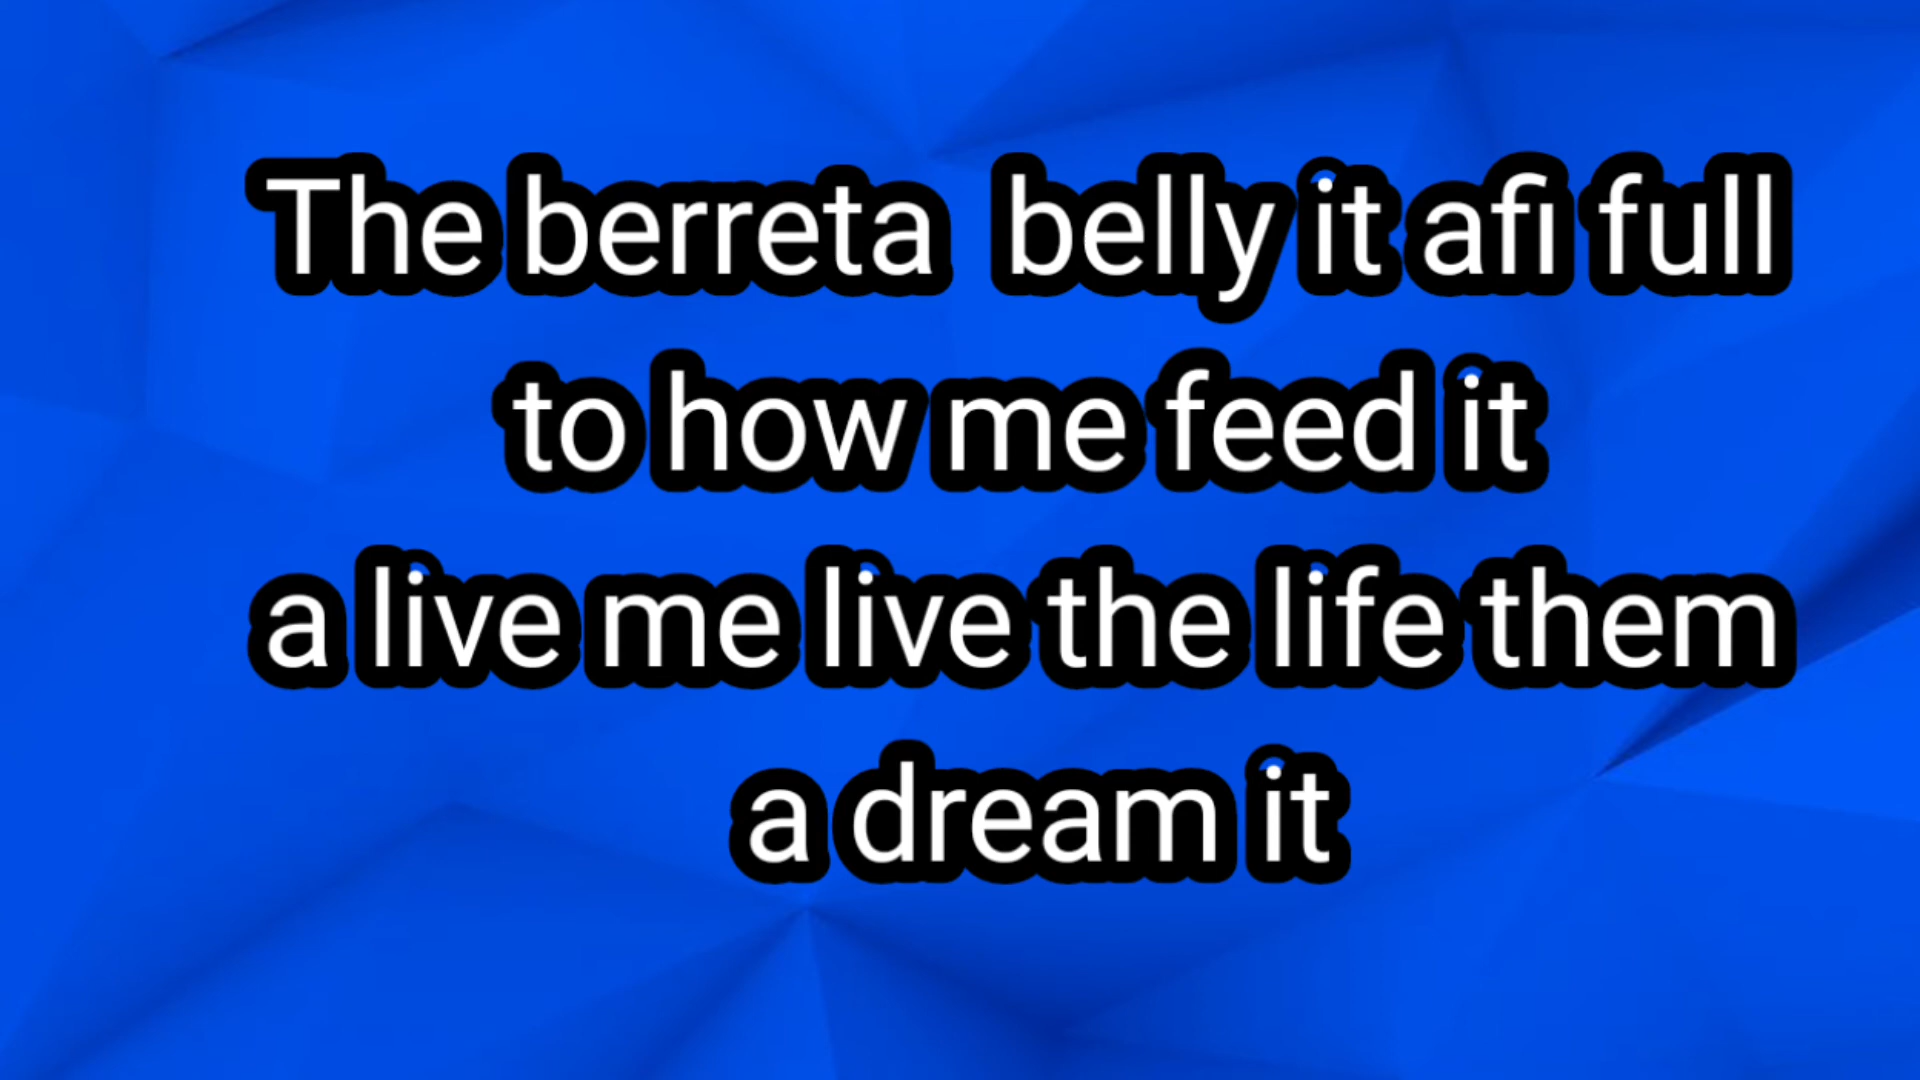 The berreta  belly it afi full
to how me feed it
a live me live the life them
a dream it